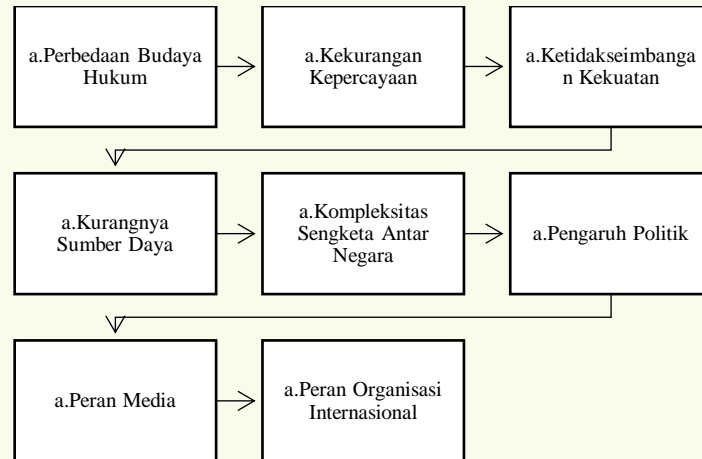 a.Perbedaan Budaya
Hukum
a.Kekurangan
Kepercayaan
a.Ketidakseimbanga
n Kekuatan
a.Kurangnya
Sumber Daya
a.Kompleksitas
Sengketa Antar
Negara
a.Pengaruh Politik
a.Peran Media
a.Peran Organisasi
Internasional